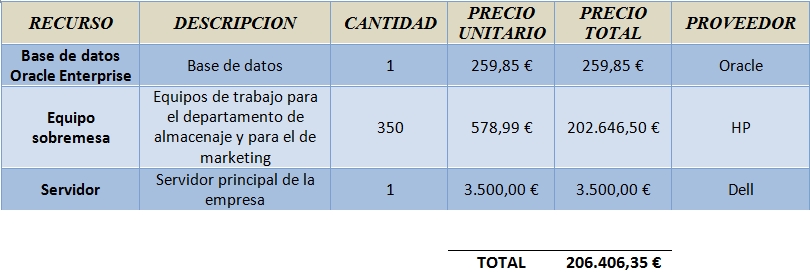 RECURSO DESCRIPCION CANTIDAD PRECIO UNITARIO PRECIO TOTAL PROVEEDOR
Base de datos Oracle Enterprise Base de datos 1 259,85 € 259,85 € Oracle
Equipo sobremesa Equipos de trabajo para el departamento de almacenaje y para el de marketing 350 578,99 € 202.646,50 € HP
Servidor Servidor principal de la empresa 1 3.500,00 € 3.500,00 € Dell
TOTAL 206.406,35 €